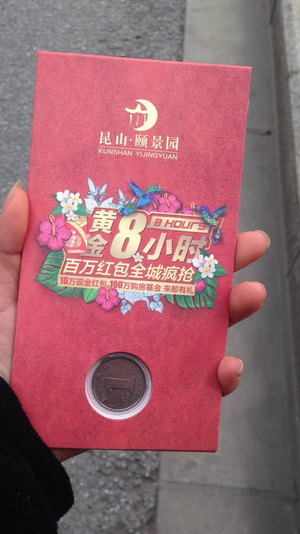 昆山·颐景园
KUNSHAN YIJINGYUAN
8 HOURS
黄金8小时
百万红包全城疯抢
10万现金红包 100万购房基金 来即有礼
1